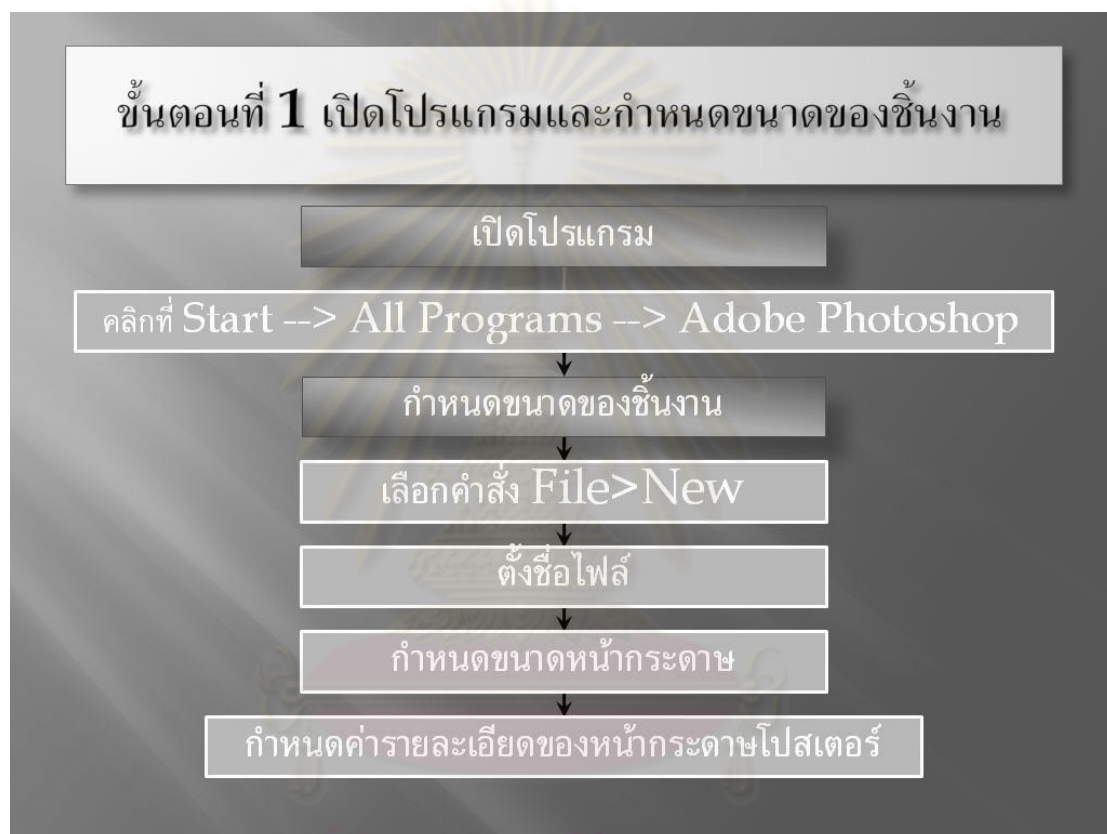 ขั้นตอนที่ 1 เปิดโปรแกรมและกำหนดขนาดของชิ้นงาน
เปิดโปรแกรม
คลิกที่ Start --> All Programs --> Adobe Photoshop
กำหนดขนาดของชิ้นงาน
เลือกคำสั่ง File>New
ตั้งชื่อไฟล์
กำหนดขนาดหน้ากระดาษ
กำหนดค่ารายละเอียดของหน้ากระดาษโปสเตอร์